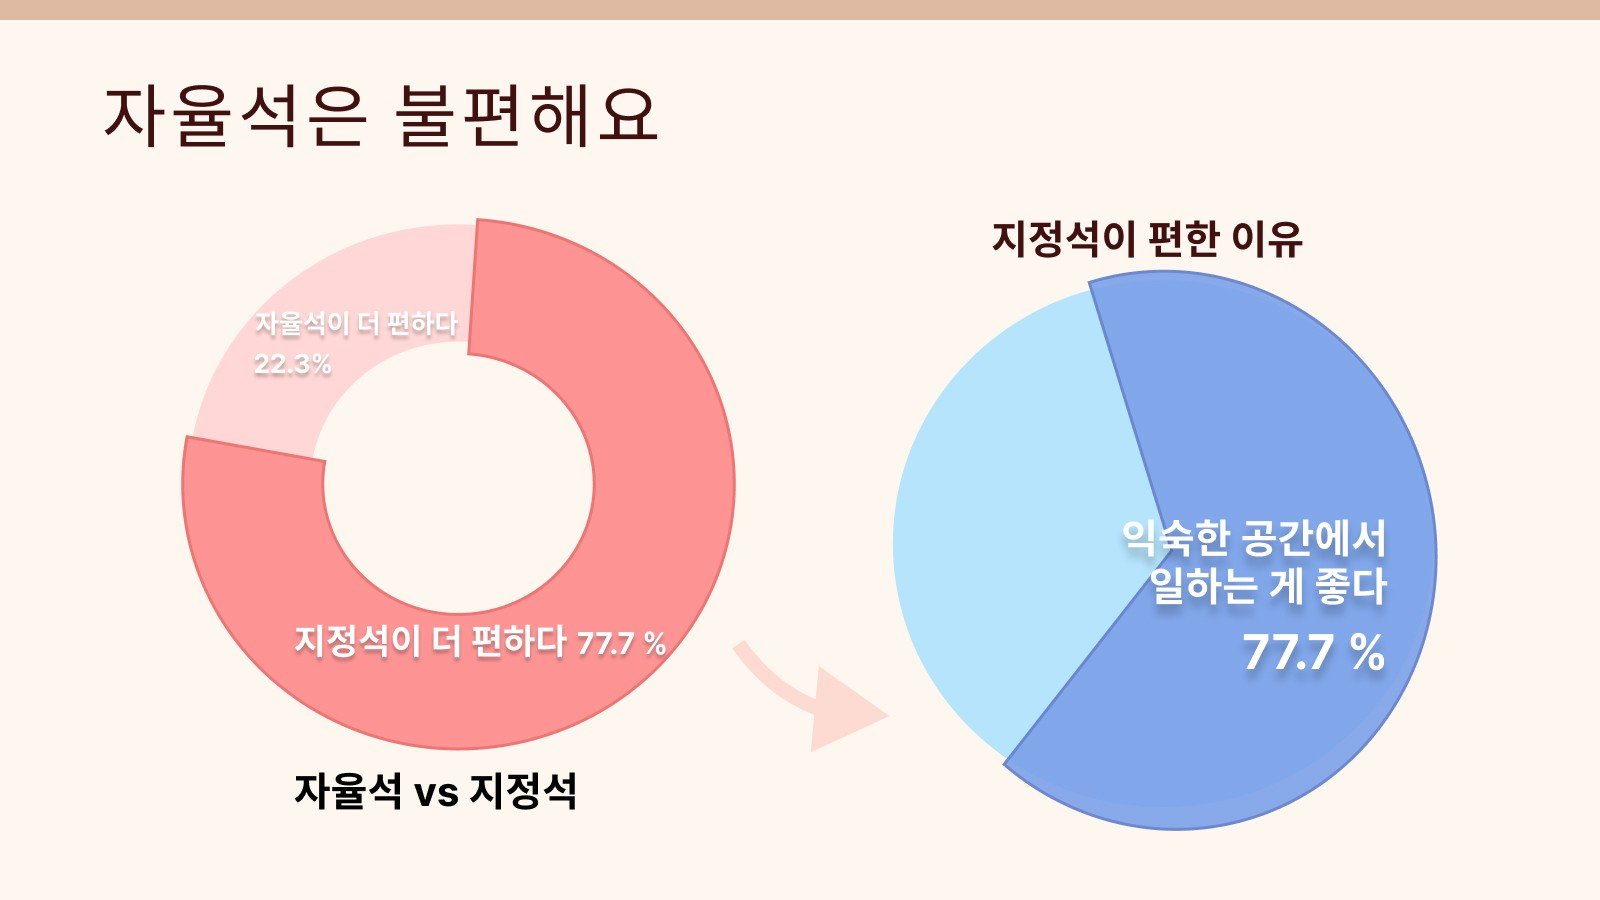 자율석은 불편해요
자율석이 더 편하다
22.3%
지정석이 더 편하다 77.7 %
자율석 vs 지정석
지정석이 편한 이유
익숙한 공간에서
일하는 게 좋다
77.7 %